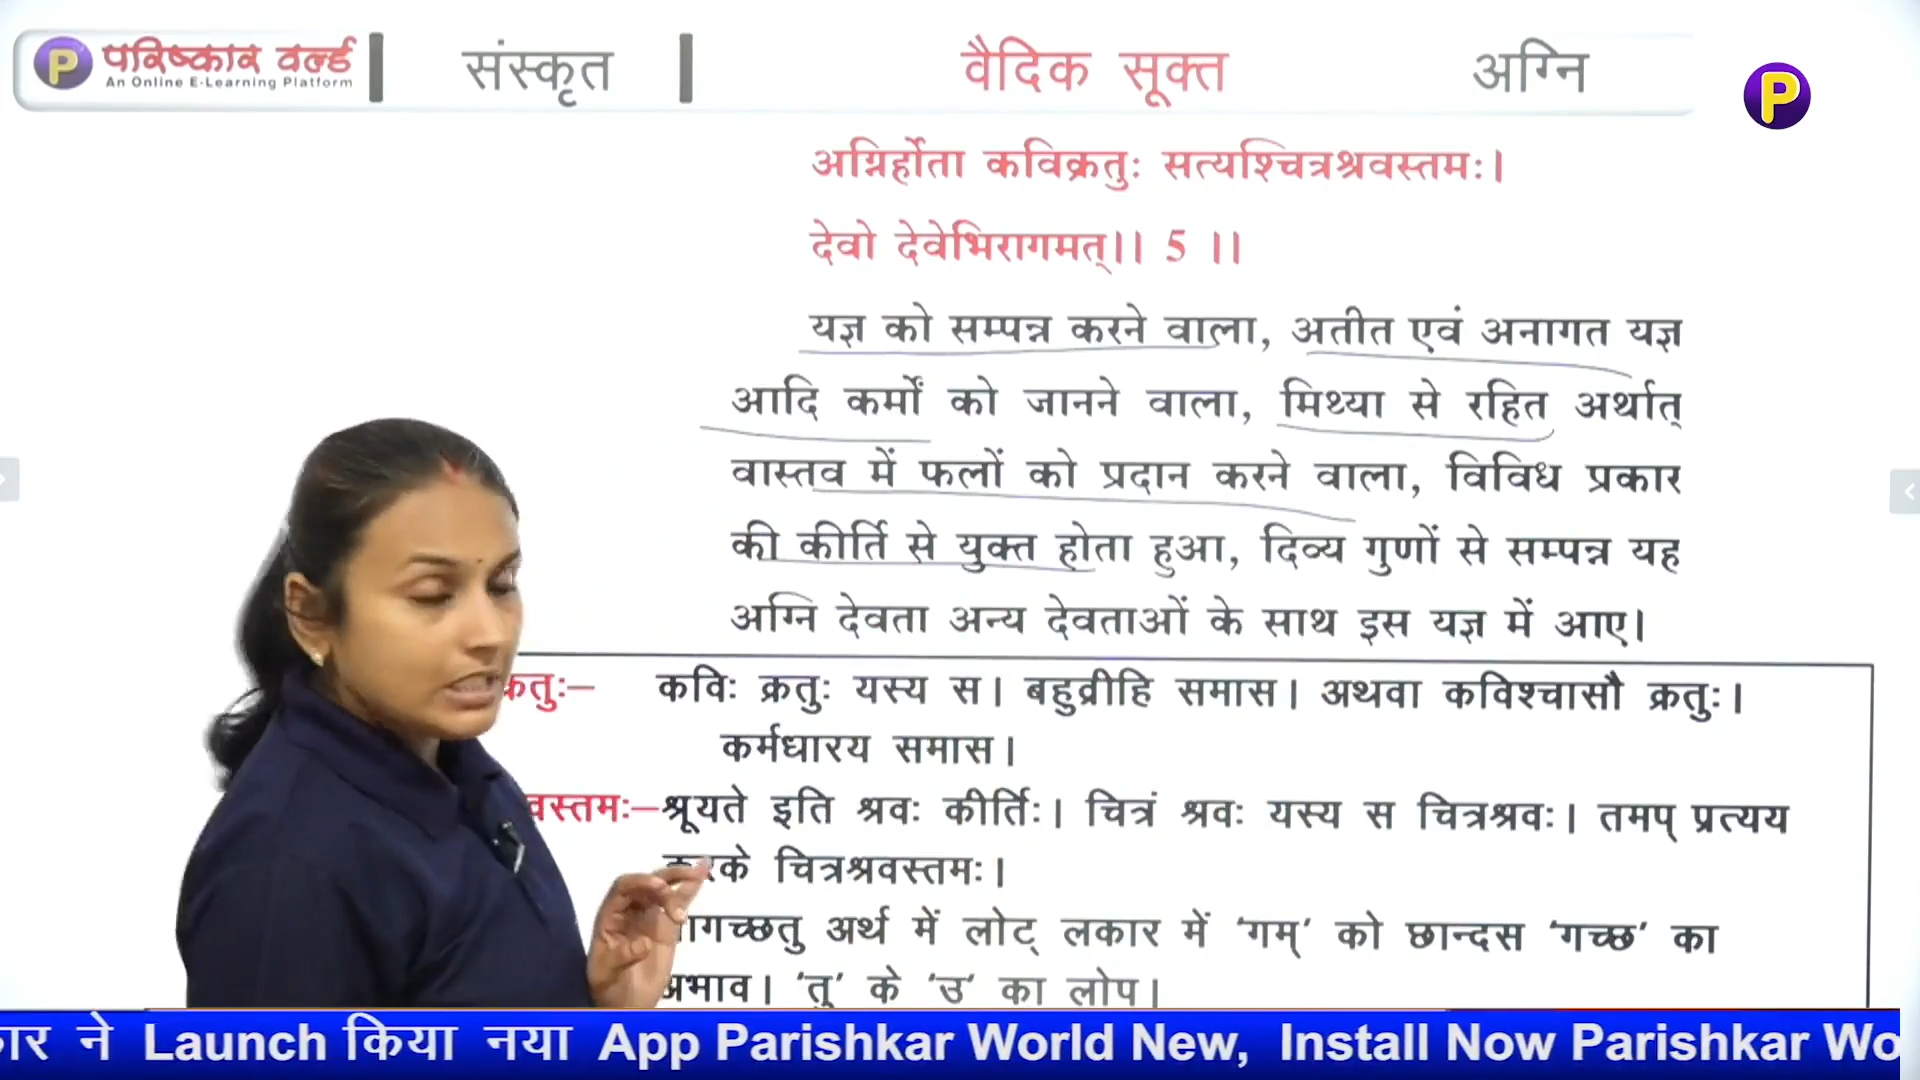 P परिष्कार वर्ल्ड
An Online E-Learning Platform
संस्कृत
वैदिक सूक्त
अग्नि
P
अग्निर्होता कविक्रतुः सत्यश्चित्रश्रवस्तमः।
देवो देवेभिरागमत्।। 5 ।।
यज्ञ को सम्पन्न करने वाला, अतीत एवं अनागत यज्ञ
आदि कर्मों को जानने वाला, मिथ्या से रहित अर्थात्
वास्तव में फलों को प्रदान करने वाला, विविध प्रकार
की कीर्ति से युक्त होता हुआ, दिव्य गुणों से सम्पन्न यह
अग्नि देवता अन्य देवताओं के साथ इस यज्ञ में आए।
क्रतुः– कविः क्रतुः यस्य स। बहुव्रीहि समास। अथवा कविश्चासौ क्रतुः।
कर्मधारय समास।
वस्तमः–श्रूयते इति श्रवः कीर्तिः। चित्रं श्रवः यस्य स चित्रश्रवः। तमप् प्रत्यय
करके चित्रश्रवस्तमः।
गच्छतु अर्थ में लोट् लकार में ‘गम्’ को छान्दस ‘गच्छ’ का
अभाव। ‘तु’ के ‘उ’ का लोप।
कार ने Launch किया नया App Parishkar World New, Install Now Parishkar Wo